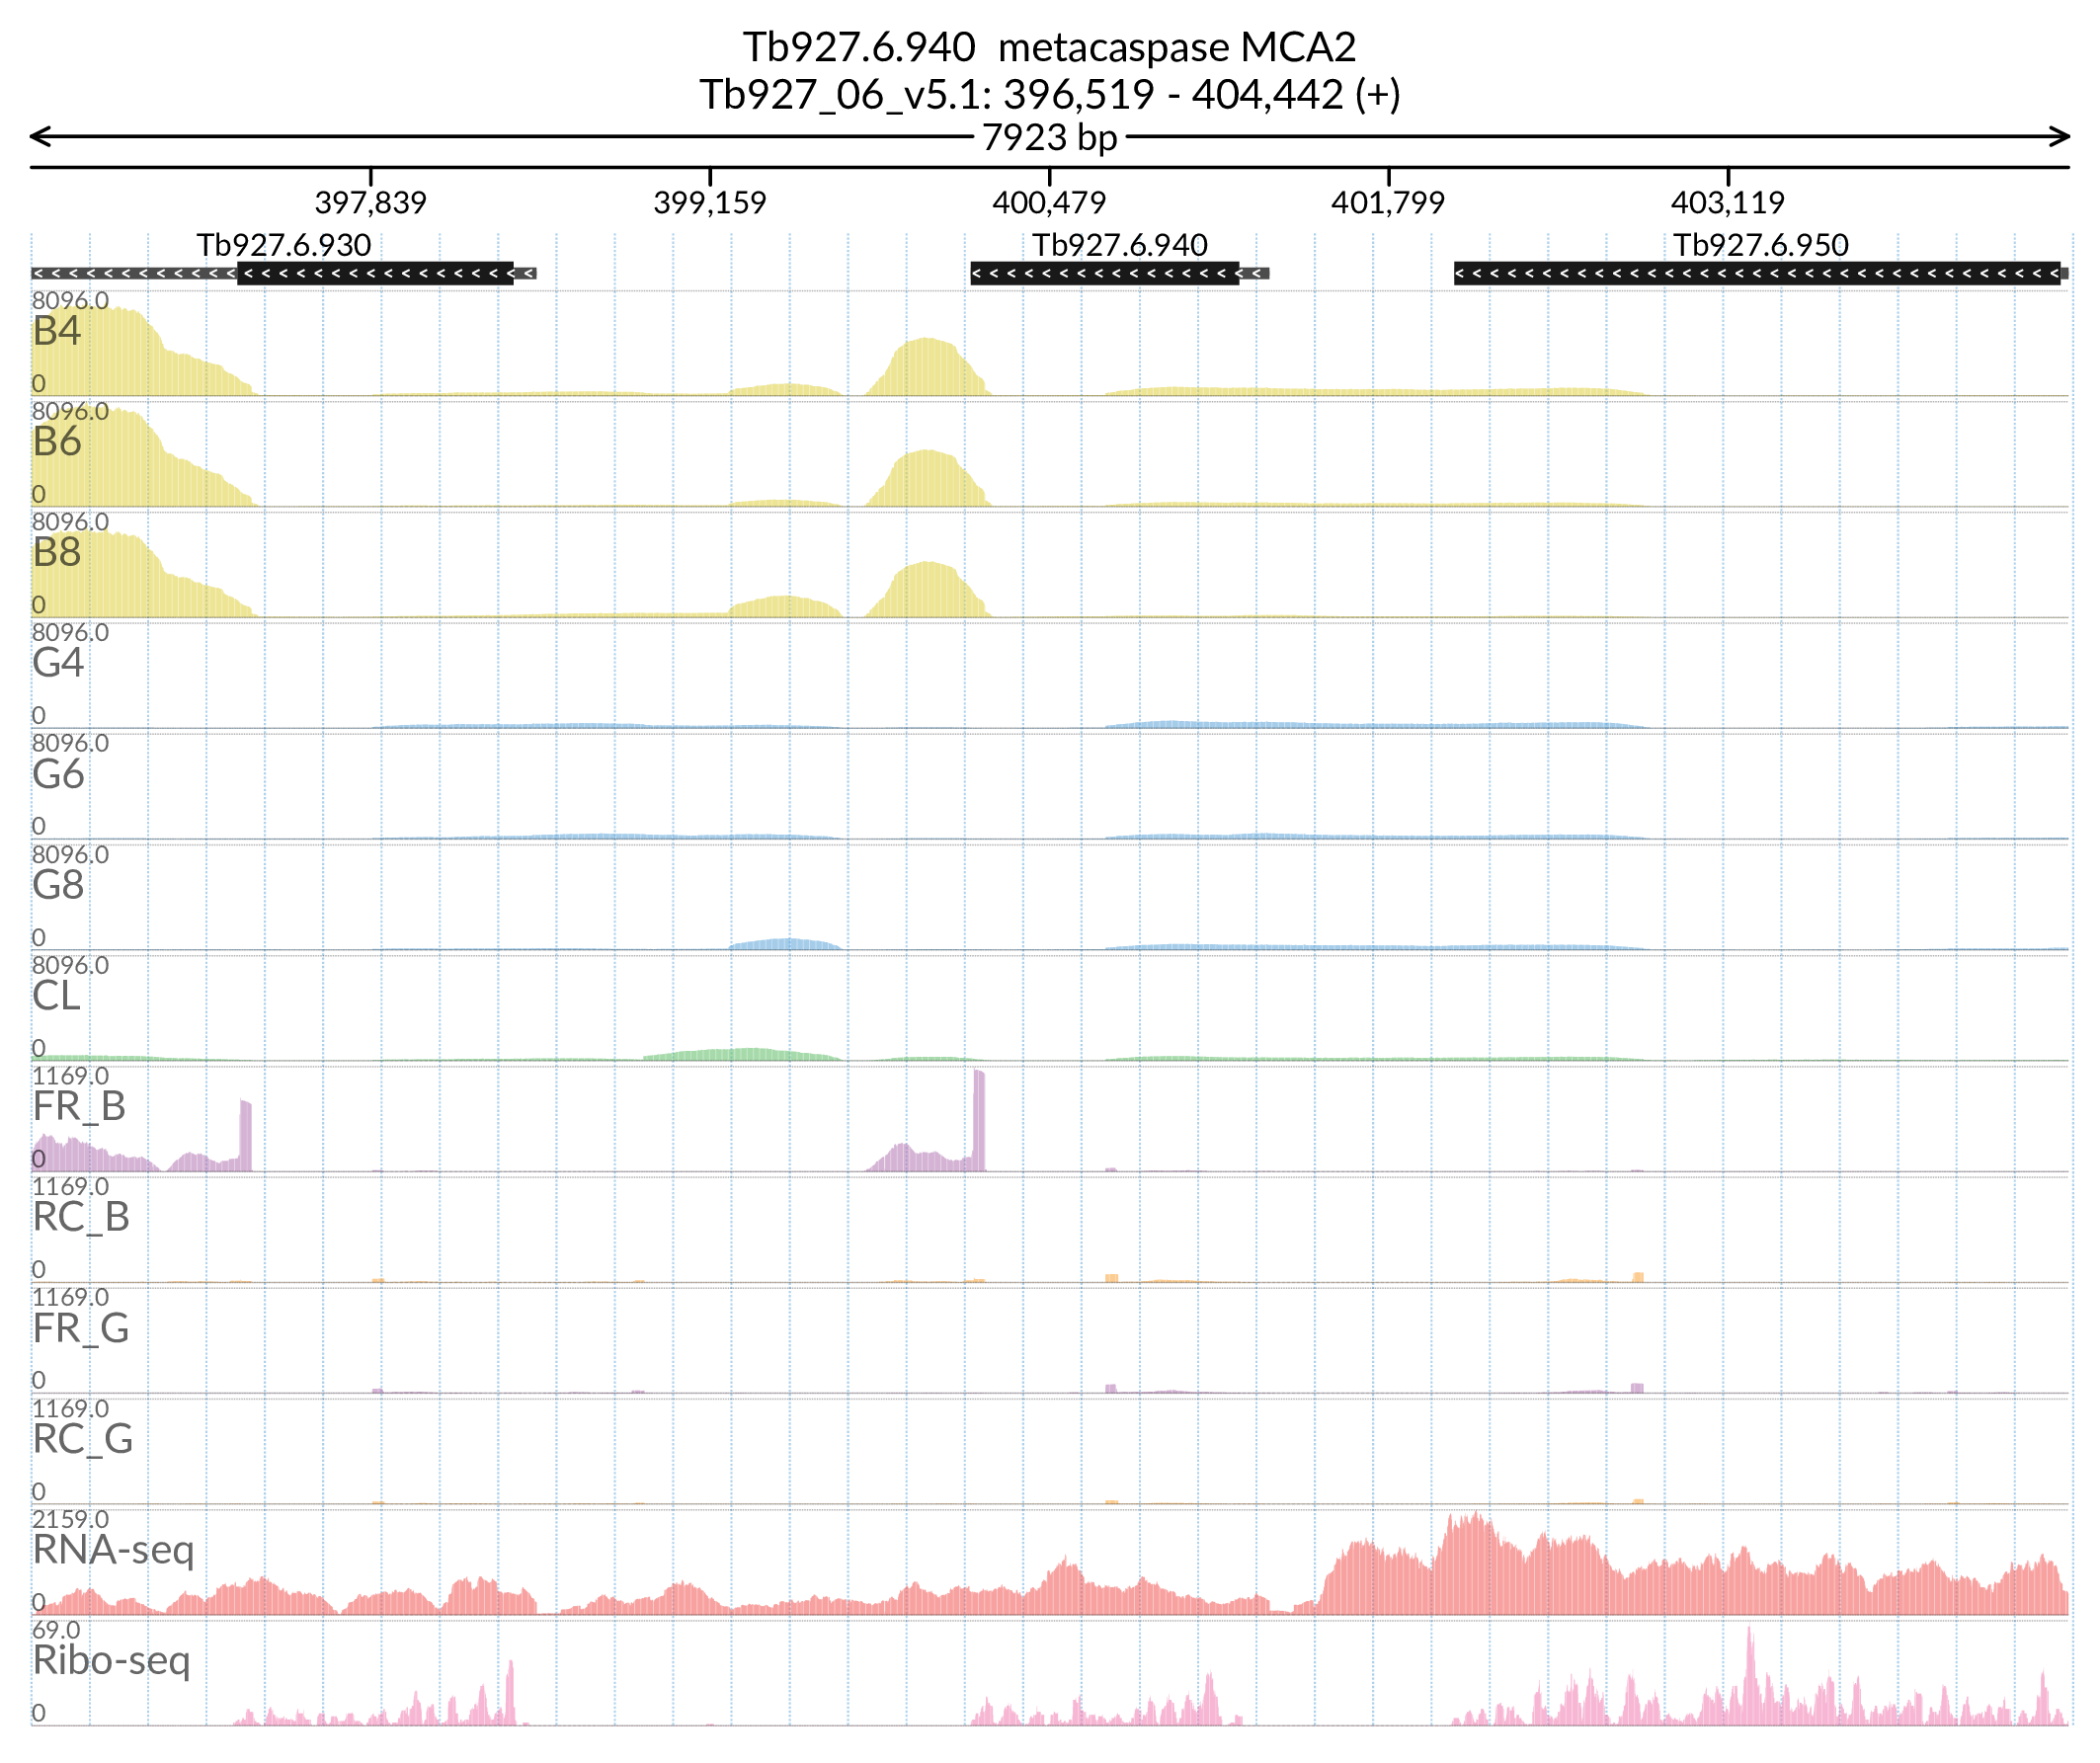 Tb927.6.940  metacaspase MCA2
Tb927_06_v5.1: 396,519 - 404,442 (+)
7923 bp
397,839 399,159 400,479 401,799 403,119
Tb927.6.930 Tb927.6.940 Tb927.6.950
8096.0
B4
0
8096.0
B6
0
8096.0
B8
0
8096.0
G4
0
8096.0
G6
0
8096.0
G8
0
8096.0
CL
0
1169.0
FR_B
0
1169.0
RC_B
0
1169.0
FR_G
0
1169.0
RC_G
0
2159.0
RNA-seq
0
69.0
Ribo-seq
0